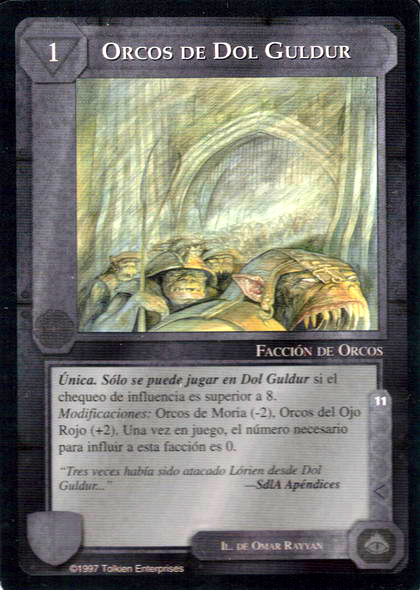 1
ORCOS DE DOL GULDUR
FACCIÓN DE ORCOS
Única. Sólo se puede jugar en Dol Guldur si el
chequeo de influencia es superior a 8.
Modificaciones: Orcos de Moria (-2), Orcos del Ojo
Rojo (+2). Una vez en juego, el número necesario
para influir a esta facción es 0.
11
“Tres veces había sido atacado Lórien desde Dol
Guldur...” —SdlA Apéndices
IL. DE OMAR RAYYAN
©1997 Tolkien Enterprises